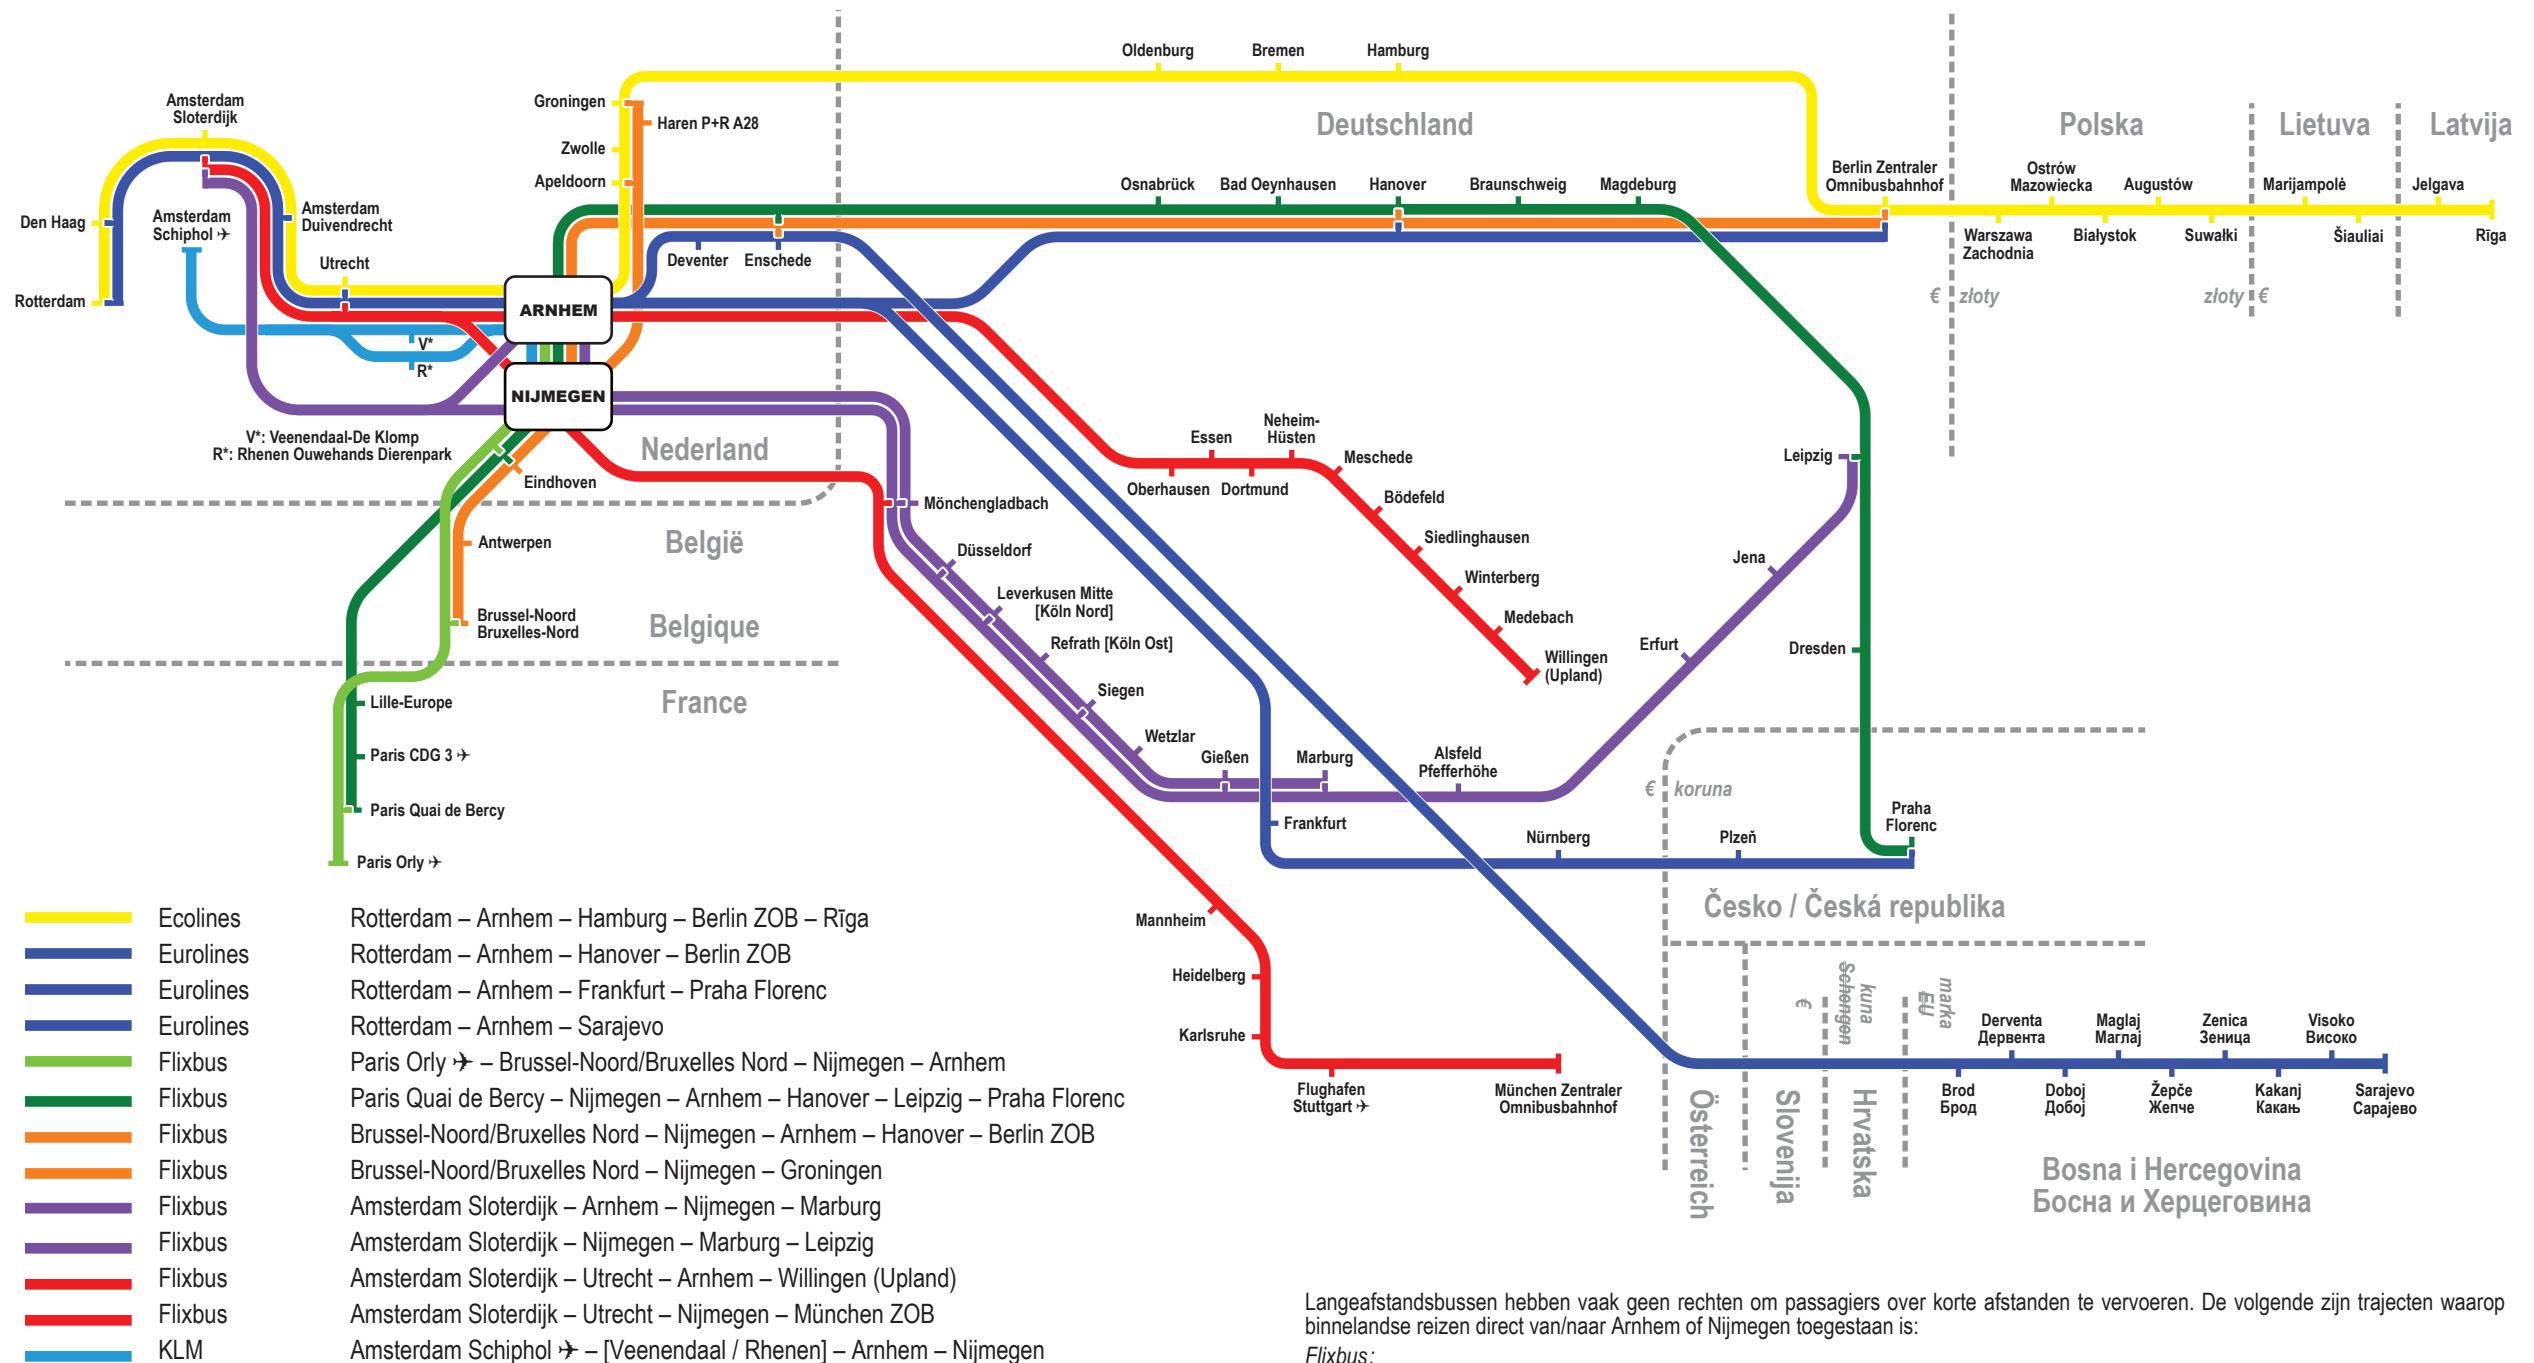 Oldenburg
Bremen
Hamburg
Amsterdam
Sloterdijk
Groningen
Haren P+R A28
Zwolle
Apeldoorn
Deutschland
Polska
Lietuva
Latvija
Den Haag
Amsterdam
Schiphol ✈
Amsterdam
Duivendrecht
Utrecht
Rotterdam
Osnabrück
Bad Oeynhausen
Hanover
Braunschweig
Magdeburg
Berlin Zentraler
Omnibusbahnhof
Ostrów
Mazowiecka
Augustów
Marijampolė
Jelgava
Deventer
Enschede
Warszawa
Zachodnia
Białystok
Suwałki
Šiauliai
Rīga
€ złoty
złoty €
ARNHEM
V*
R*
NIJMEGEN
V*: Veenendaal-De Klomp
R*: Rhenen Ouwehands Dierenpark
Nederland
Eindhoven
België
Antwerpen
Brussel-Noord
Bruxelles-Nord
Belgique
France
Lille-Europe
Paris CDG 3 ✈
Paris Quai de Bercy
Paris Orly ✈
Essen
Neheim-
Hüsten
Meschede
Oberhausen
Dortmund
Bödefeld
Siedlinghausen
Winterberg
Medebach
Willingen
(Upland)
Mönchengladbach
Düsseldorf
Leverkusen Mitte
[Köln Nord]
Refrath [Köln Ost]
Siegen
Wetzlar
Gießen
Marburg
Alsfeld
Pfefferhöhe
Erfurt
Jena
Leipzig
Dresden
€ koruna
Praha
Florenc
Frankfurt
Nürnberg
Plzeň
Česko / Česká republika
Mannheim
Heidelberg
Karlsruhe
Flughafen
Stuttgart ✈
München Zentraler
Omnibusbahnhof
€
Schengen
kuna
EU
marka
Österreich
Slovenija
Hrvatska
Derventa
Дервента
Maglaj
Маглај
Zenica
Зеница
Visoko
Високо
Brod
Брод
Doboj
Добој
Žepče
Жепче
Kakanj
Какањ
Sarajevo
Сарајево
Bosna i Hercegovina
Босна и Херцеговина
Ecolines Rotterdam – Arnhem – Hamburg – Berlin ZOB – Rīga
Eurolines Rotterdam – Arnhem – Hanover – Berlin ZOB
Eurolines Rotterdam – Arnhem – Frankfurt – Praha Florenc
Eurolines Rotterdam – Arnhem – Sarajevo
Flixbus Paris Orly ✈ – Brussel-Noord/Bruxelles Nord – Nijmegen – Arnhem
Flixbus Paris Quai de Bercy – Nijmegen – Arnhem – Hanover – Leipzig – Praha Florenc
Flixbus Brussel-Noord/Bruxelles Nord – Nijmegen – Arnhem – Hanover – Berlin ZOB
Flixbus Brussel-Noord/Bruxelles Nord – Nijmegen – Groningen
Flixbus Amsterdam Sloterdijk – Arnhem – Nijmegen – Marburg
Flixbus Amsterdam Sloterdijk – Nijmegen – Marburg – Leipzig
Flixbus Amsterdam Sloterdijk – Utrecht – Arnhem – Willingen (Upland)
Flixbus Amsterdam Sloterdijk – Utrecht – Nijmegen – München ZOB
KLM Amsterdam Schiphol ✈ – [Veenendaal / Rhenen] – Arnhem – Nijmegen
Langeafstandsbussen hebben vaak geen rechten om passagiers over korte afstanden te vervoeren. De volgende zijn trajecten waarop
binnelandse reizen direct van/naar Arnhem of Nijmegen toegestaan is:
Flixbus: